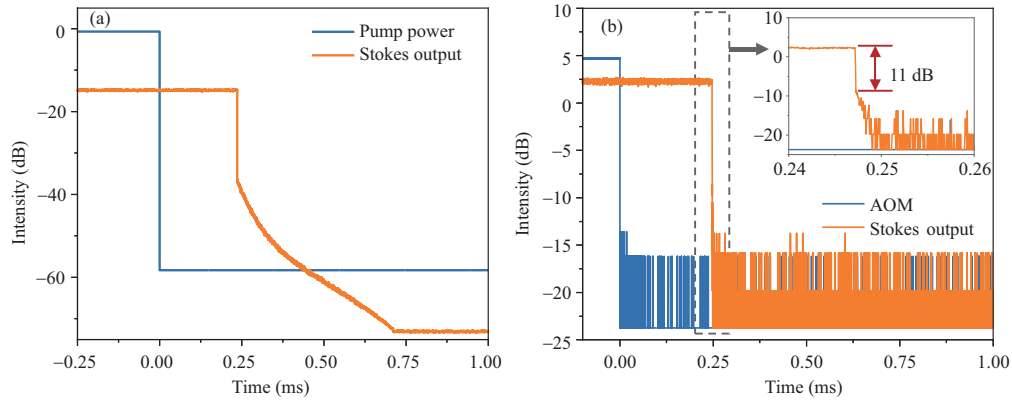 (a)
Pump power
Stokes output
0
−20
−40
−60
Intensity (dB)
−0.25
0.00
0.25
0.50
0.75
1.00
Time (ms)
(b)
10
5
0
−5
−10
−15
−20
−25
Intensity (dB)
0.00
0.25
0.50
0.75
1.00
Time (ms)
10
0
−10
−20
0.24
0.25
0.26
11 dB
AOM
Stokes output